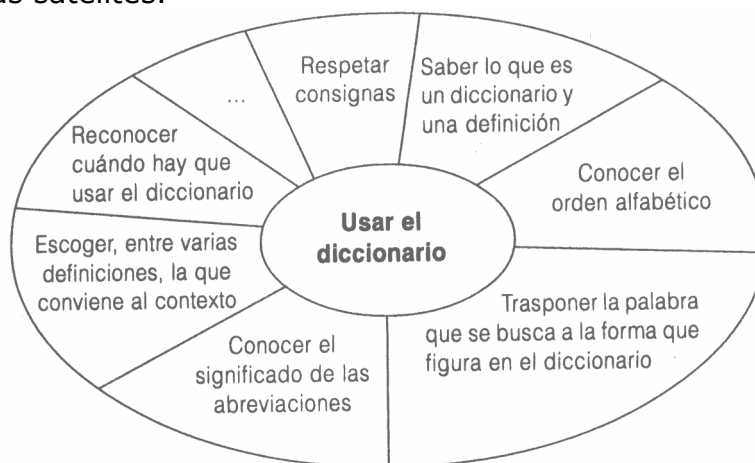 Respetar
consignas
Saber lo que es
un diccionario y
una definición
Conocer el
orden alfabético
Trasponer la palabra
que se busca a la forma que
figura en el diccionario
Conocer el
significado de las
abreviaciones
Escoger, entre varias
definiciones, la que
conviene al contexto
Reconocer
cuándo hay que
usar el diccionario
...
Usar el
diccionario